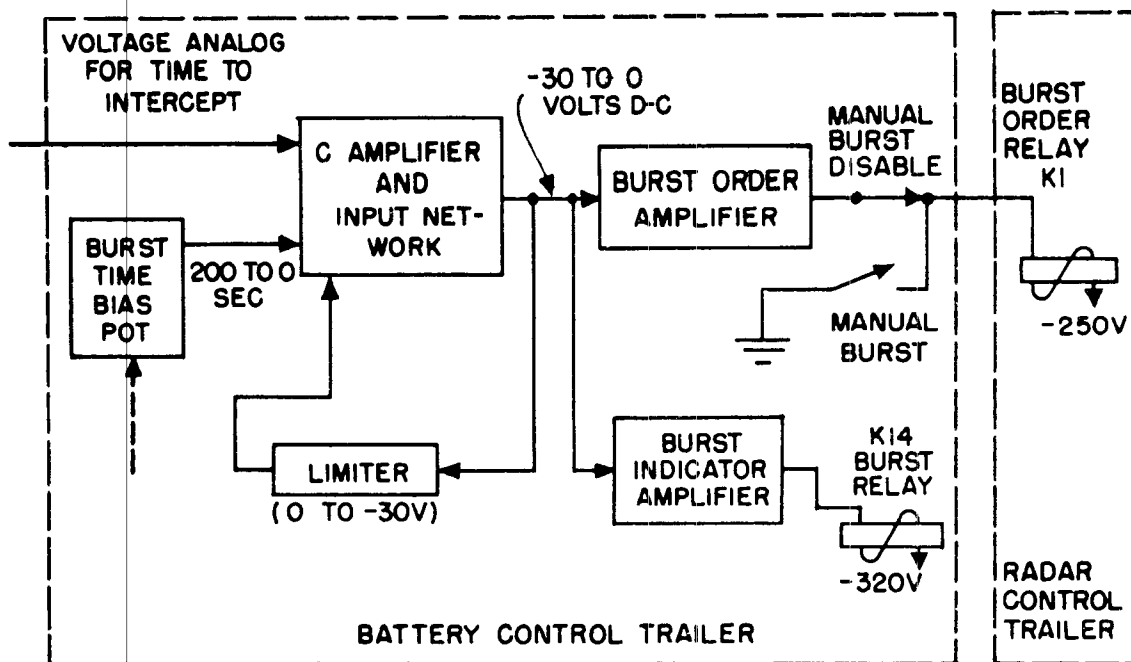 VOLTAGE ANALOG
FOR TIME TO
INTERCEPT
-30 TO 0
VOLTS D-C
C AMPLIFIER
AND
INPUT NET-
WORK
BURST
TIME
BIAS
POT
200 TO 0
SEC
LIMITER
(0 TO -30V)
BURST ORDER
AMPLIFIER
MANUAL
BURST
DISABLE
MANUAL
BURST
BURST
INDICATOR
AMPLIFIER
K14
BURST
RELAY
-320V
BATTERY CONTROL TRAILER
BURST
ORDER
RELAY
K1
-250V
RADAR
CONTROL
TRAILER